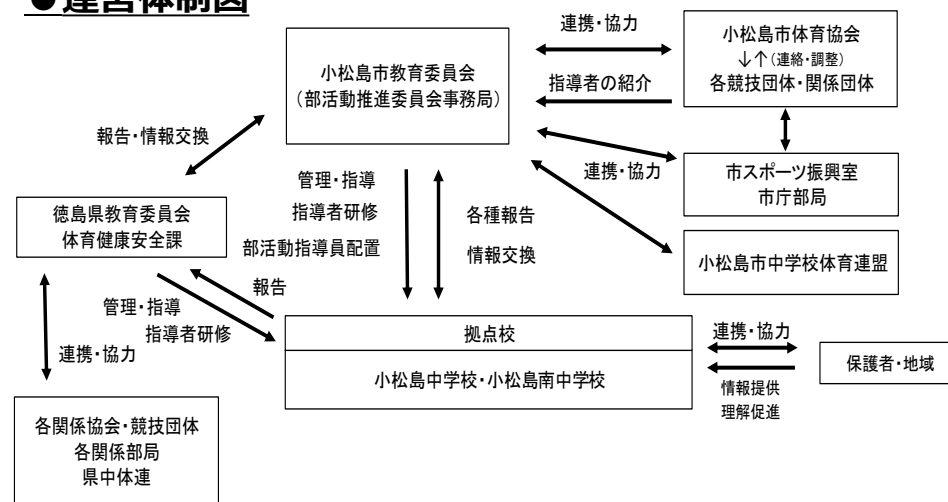 ●運営体制図
小松島市教育委員会
(部活動推進委員会事務局)
連携・協力
指導者の紹介
小松島市体育協会
↓↑(連絡・調整)
各競技団体・関係団体
連携・協力
市スポーツ振興室
市庁部局
小松島市中学校体育連盟
報告・情報交換
徳島県教育委員会
体育健康安全課
管理・指導
指導者研修
部活動指導員配置
各種報告
情報交換
報告
管理・指導
指導者研修
連携・協力
拠点校
小松島中学校・小松島南中学校
連携・協力
情報提供
理解促進
保護者・地域
各関係協会・競技団体
各関係部局
県中体連